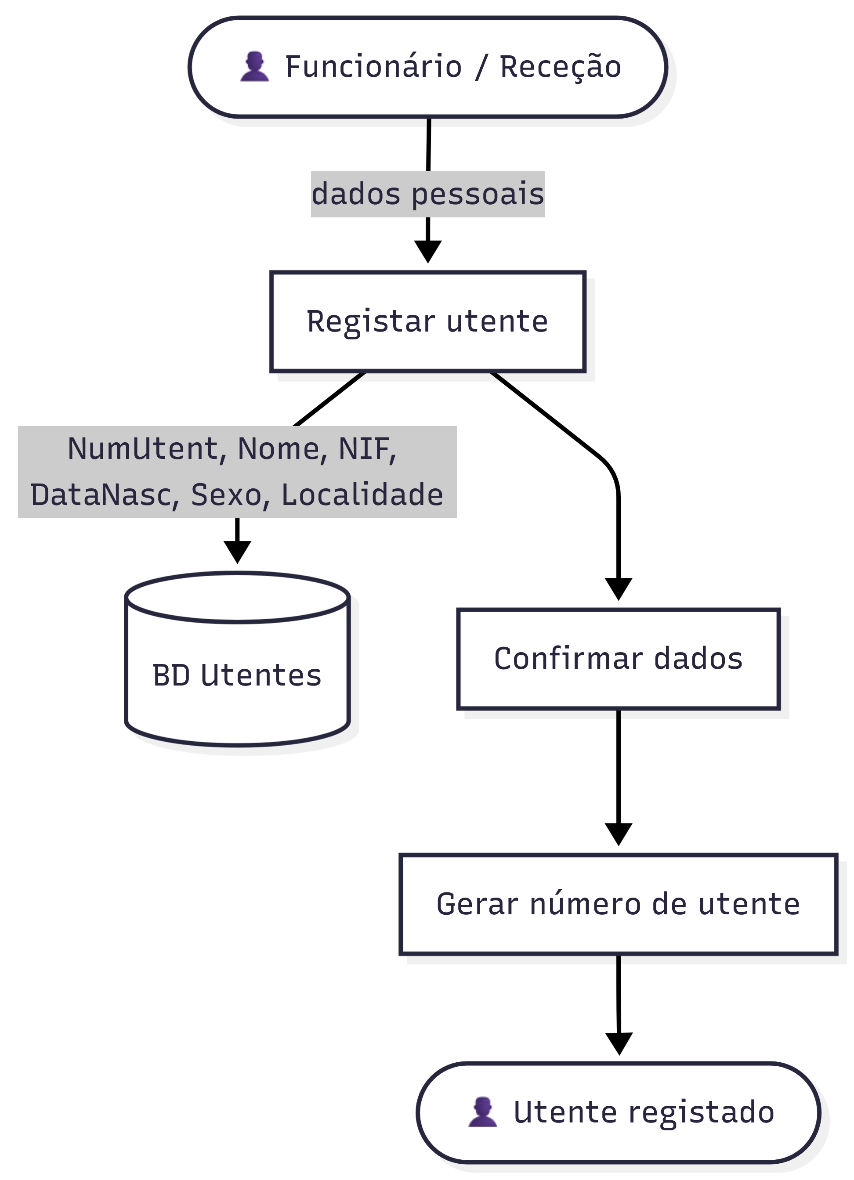 Funcionário / Receção
dados pessoais
Registar utente
NumUtent, Nome, NIF,
DataNasc, Sexo, Localidade
BD Utentes
Confirmar dados
Gerar número de utente
Utente registado